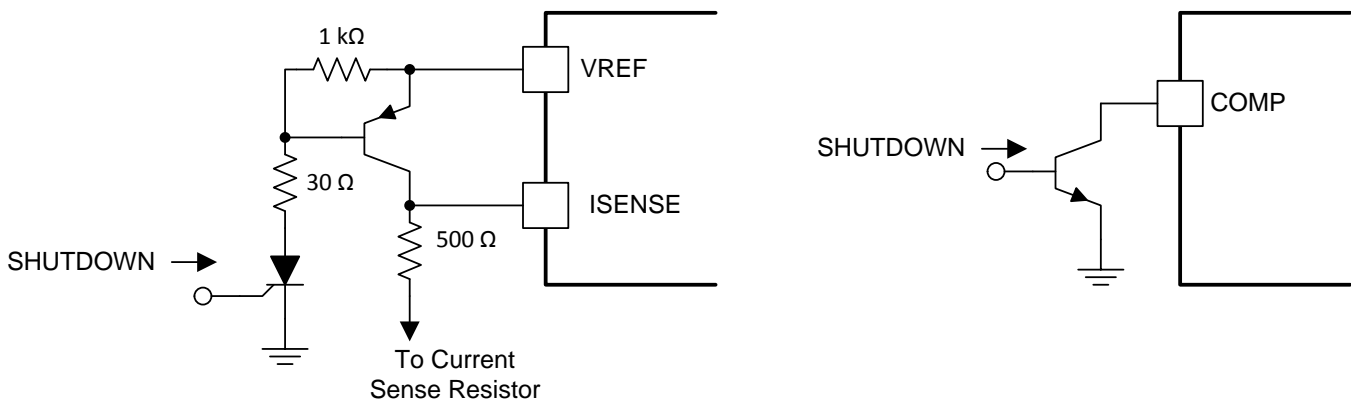 1 kΩ
VREF
COMP
SHUTDOWN
30 Ω
ISENSE
500 Ω
SHUTDOWN
To Current
Sense Resistor